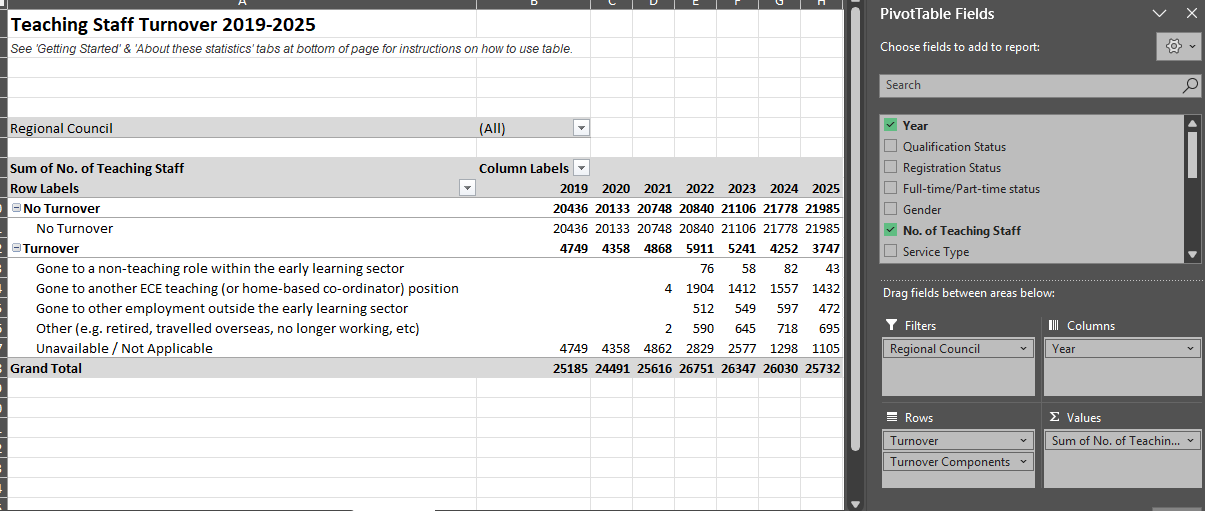 A B C D E F G H
Teaching Staff Turnover 2019-2025
See 'Getting Started' & 'About these statistics' tabs at bottom of page for instructions on how to use table.
Regional Council (All)
Sum of No. of Teaching Staff Column Labels
Row Labels 2019 2020 2021 2022 2023 2024 2025
No Turnover 20436 20133 20748 20840 21106 21778 21985
No Turnover 20436 20133 20748 20840 21106 21778 21985
Turnover 4749 4358 4868 5911 5241 4252 3747
Gone to a non-teaching role within the early learning sector 76 58 82 43
Gone to another ECE teaching (or home-based co-ordinator) position 4 1904 1412 1557 1432
Gone to other employment outside the early learning sector 512 549 597 472
Other (e.g. retired, travelled overseas, no longer working, etc) 2 590 645 718 695
Unavailable / Not Applicable 4749 4358 4862 2829 2577 1298 1105
Grand Total 25185 24491 25616 26751 26347 26030 25732
PivotTable Fields
Choose fields to add to report:
Search
Year
Qualification Status
Registration Status
Full-time/Part-time status
Gender
No. of Teaching Staff
Service Type
Drag fields between areas below:
Filters
Regional Council
Columns
Year
Rows
Turnover
Turnover Components
Σ Values
Sum of No. of Teachin...